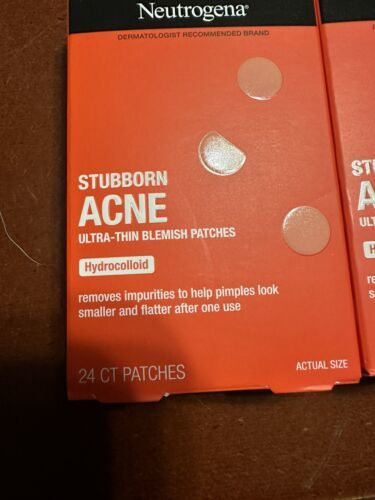 Neutrogena®
DERMATOLOGIST RECOMMENDED BRAND
STUBBORN
ACNE
ULTRA-THIN BLEMISH PATCHES
Hydrocolloid
removes impurities to help pimples look
smaller and flatter after one use
24 CT PATCHES
ACTUAL SIZE